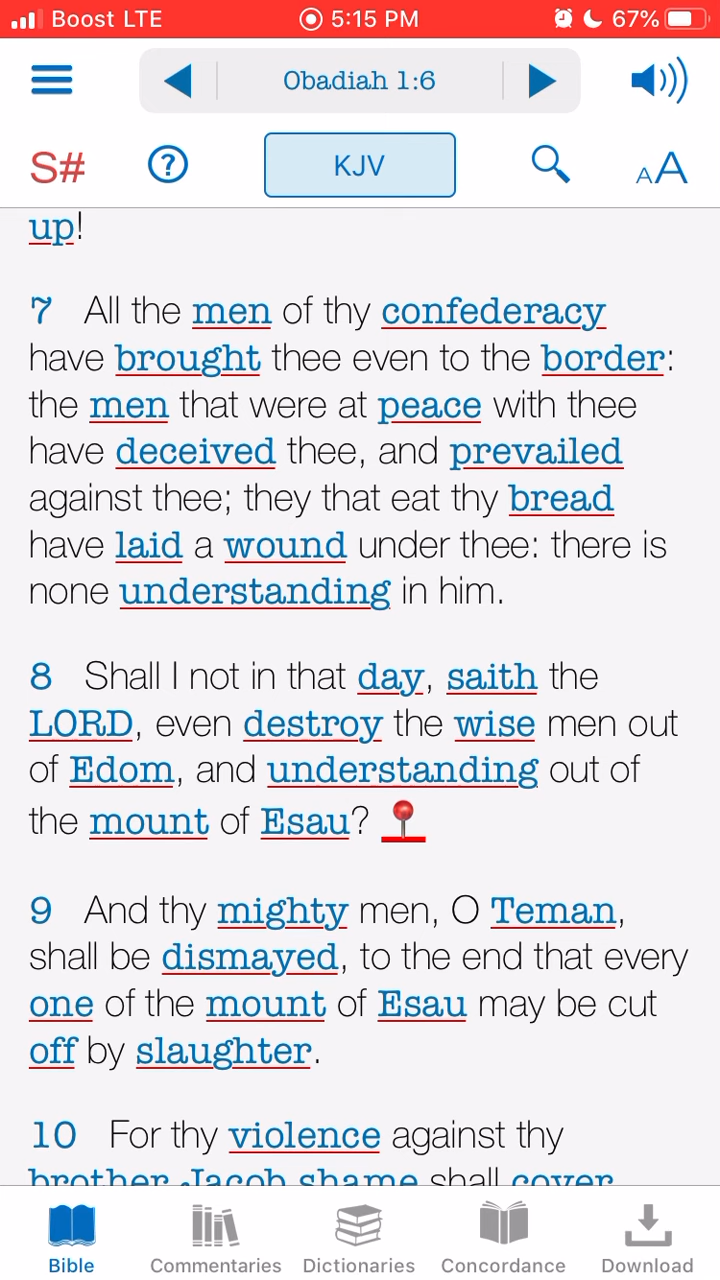 Boost LTE 5:15 PM 67%
Obadiah 1:6
S# ? KJV AA
up!
7 All the men of thy confederacy
have brought thee even to the border:
the men that were at peace with thee
have deceived thee, and prevailed
against thee; they that eat thy bread
have laid a wound under thee: there is
none understanding in him.
8 Shall I not in that day, saith the
LORD, even destroy the wise men out
of Edom, and understanding out of
the mount of Esau?
9 And thy mighty men, O Teman,
shall be dismayed, to the end that every
one of the mount of Esau may be cut
off by slaughter.
10 For thy violence against thy
brother Jacob shame shall cover
Bible Commentaries Dictionaries Concordance Download